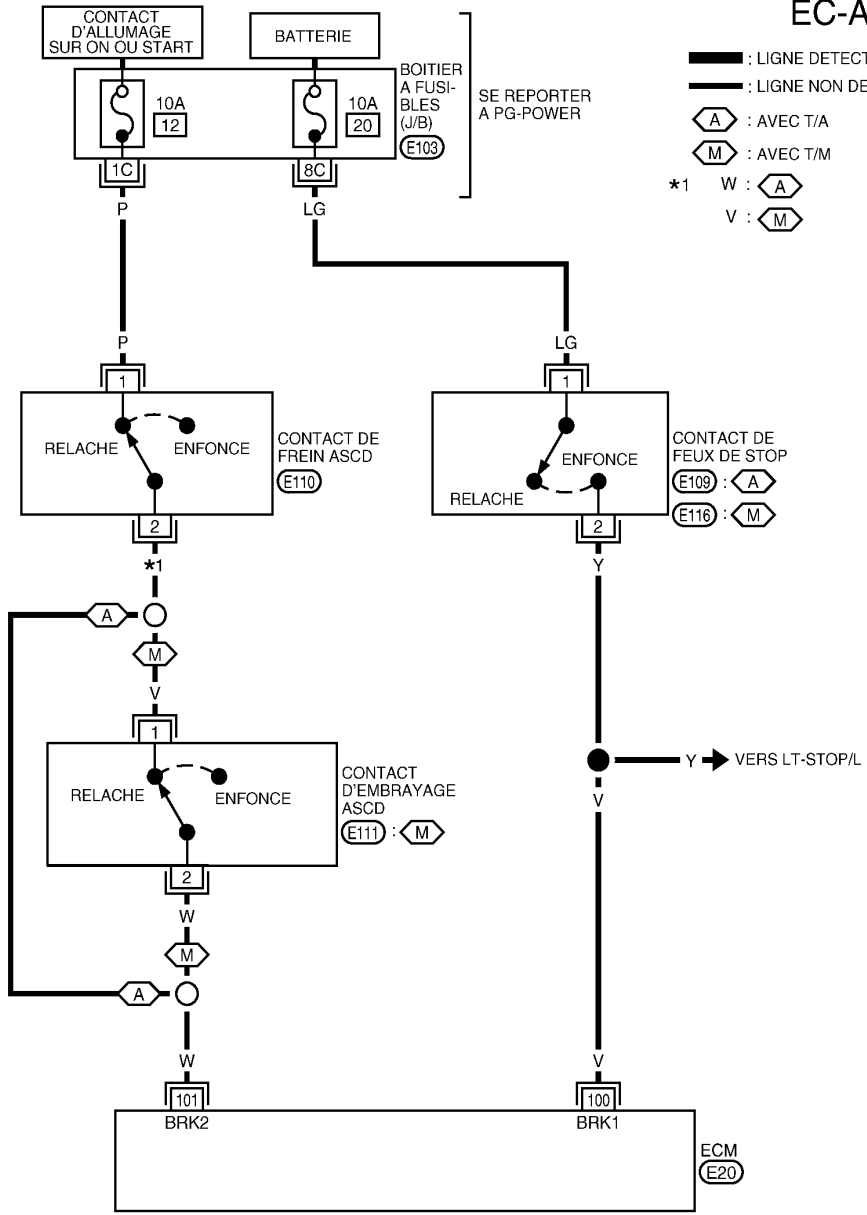 EC-A
CONTACT
D'ALLUMAGE
SUR ON OU START
BATTERIE
: LIGNE DETECT
: LIGNE NON DE
A : AVEC T/A
M : AVEC T/M
*1 W : A
V : M
10A
12
10A
20
BOITIER
A FUSI-
BLES
(J/B)
E103
SE REPORTER
A PG-POWER
1C
8C
P
LG
P
LG
1
1
RELACHE
ENFONCE
CONTACT DE
FREIN ASCD
E110
ENFONCE
RELACHE
CONTACT DE
FEUX DE STOP
E109 : A
E116 : M
2
2
*1
Y
A
M
V
1
RELACHE
ENFONCE
CONTACT
D'EMBRAYAGE
ASCD
E111 : M
Y
VERS LT-STOP/L
V
2
W
M
A
W
V
101
100
BRK2
BRK1
ECM
E20